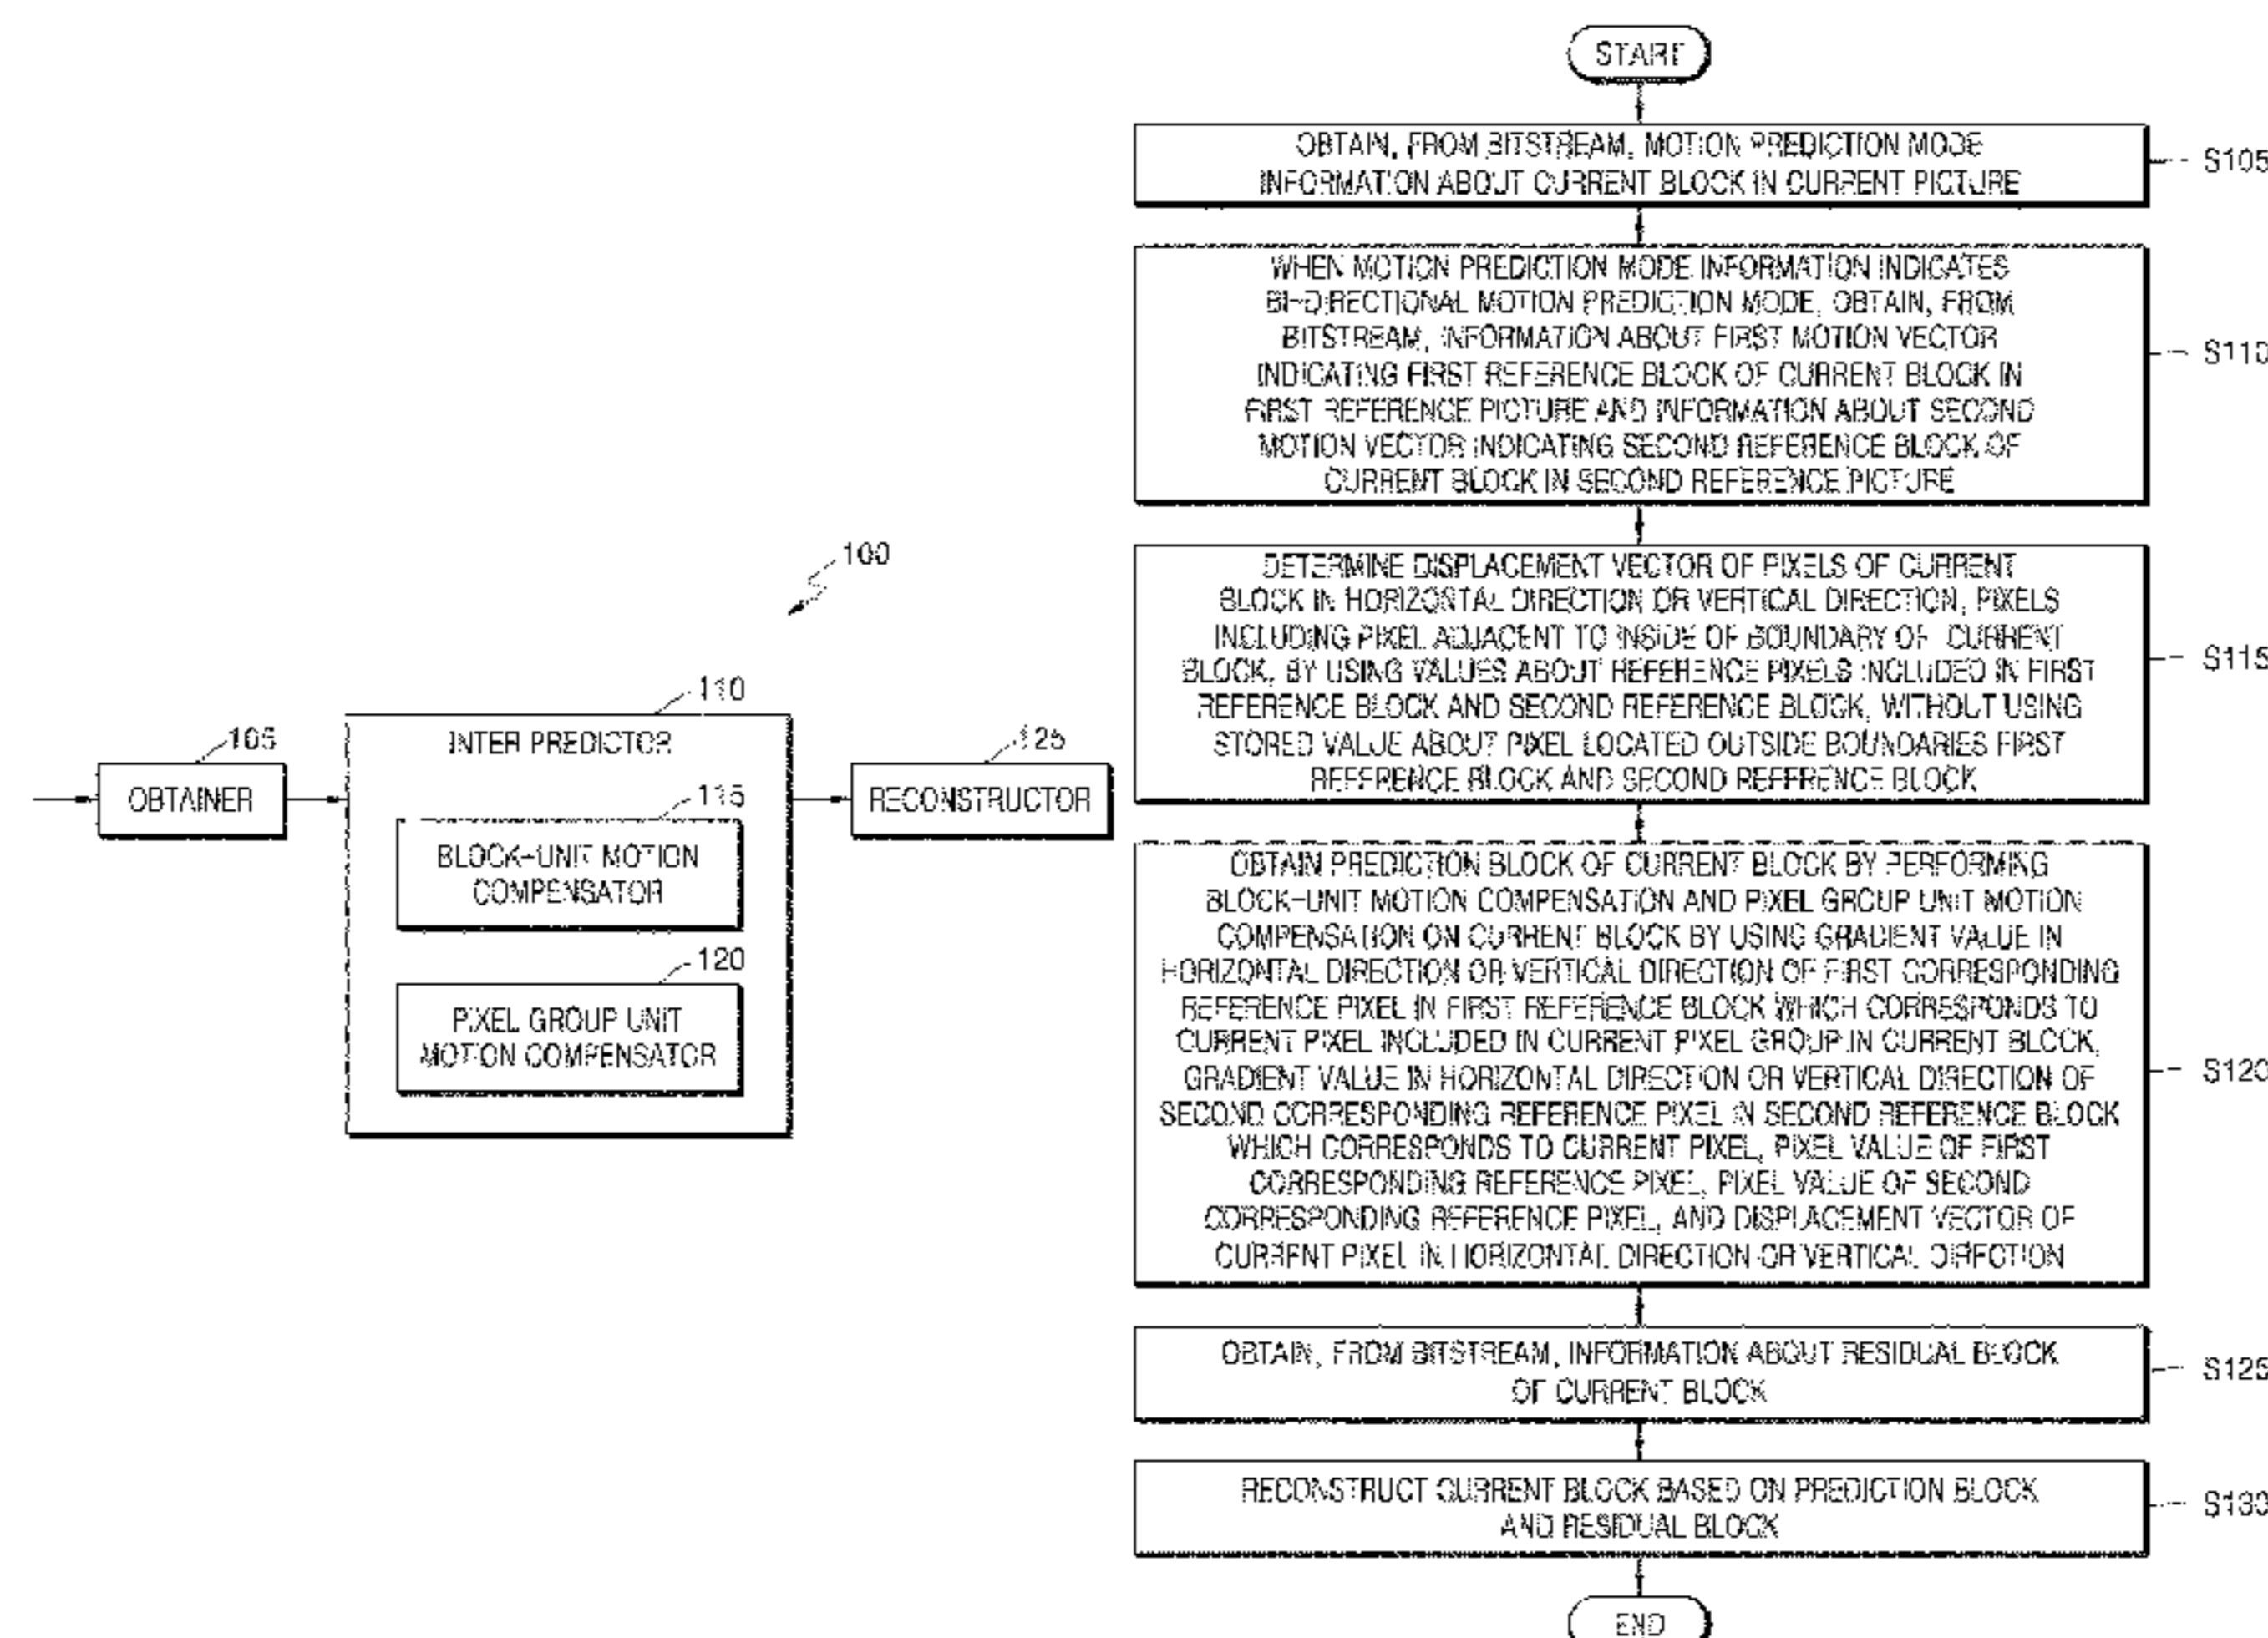 100
105
OBTAINER
110
INTER PREDICTOR
115
BLOCK-UNIT MOTION
COMPENSATOR
120
PIXEL GROUP UNIT
MOTION COMPENSATOR
125
RECONSTRUCTOR
START
OBTAIN, FROM BITSTREAM, MOTION PREDICTION MODE
INFORMATION ABOUT CURRENT BLOCK IN CURRENT PICTURE
S105
WHEN MOTION PREDICTION MODE INFORMATION INDICATES
BI-DIRECTIONAL MOTION PREDICTION MODE, OBTAIN, FROM
BITSTREAM, INFORMATION ABOUT FIRST MOTION VECTOR
INDICATING FIRST REFERENCE BLOCK OF CURRENT BLOCK IN
FIRST REFERENCE PICTURE AND INFORMATION ABOUT SECOND
MOTION VECTOR INDICATING SECOND REFERENCE BLOCK OF
CURRENT BLOCK IN SECOND REFERENCE PICTURE
S110
DETERMINE DISPLACEMENT VECTOR OF PIXELS OF CURRENT
BLOCK IN HORIZONTAL DIRECTION OR VERTICAL DIRECTION, PIXELS
INCLUDING PIXEL ADJACENT TO INSIDE OF BOUNDARY OF CURRENT
BLOCK, BY USING VALUES ABOUT REFERENCE PIXELS INCLUDED IN FIRST
REFERENCE BLOCK AND SECOND REFERENCE BLOCK, WITHOUT USING
STORED VALUE ABOUT PIXEL LOCATED OUTSIDE BOUNDARIES FIRST
REFERENCE BLOCK AND SECOND REFERENCE BLOCK
S115
OBTAIN PREDICTION BLOCK OF CURRENT BLOCK BY PERFORMING
BLOCK-UNIT MOTION COMPENSATION AND PIXEL GROUP UNIT MOTION
COMPENSATION ON CURRENT BLOCK BY USING GRADIENT VALUE IN
HORIZONTAL DIRECTION OR VERTICAL DIRECTION OF FIRST CORRESPONDING
REFERENCE PIXEL IN FIRST REFERENCE BLOCK WHICH CORRESPONDS TO
CURRENT PIXEL INCLUDED IN CURRENT PIXEL GROUP IN CURRENT BLOCK,
GRADIENT VALUE IN HORIZONTAL DIRECTION OR VERTICAL DIRECTION OF
SECOND CORRESPONDING REFERENCE PIXEL IN SECOND REFERENCE BLOCK
WHICH CORRESPONDS TO CURRENT PIXEL, PIXEL VALUE OF FIRST
CORRESPONDING REFERENCE PIXEL, PIXEL VALUE OF SECOND
CORRESPONDING REFERENCE PIXEL, AND DISPLACEMENT VECTOR OF
CURRENT PIXEL IN HORIZONTAL DIRECTION OR VERTICAL DIRECTION
S120
OBTAIN, FROM BITSTREAM, INFORMATION ABOUT RESIDUAL BLOCK
OF CURRENT BLOCK
S125
RECONSTRUCT CURRENT BLOCK BASED ON PREDICTION BLOCK
AND RESIDUAL BLOCK
S130
END